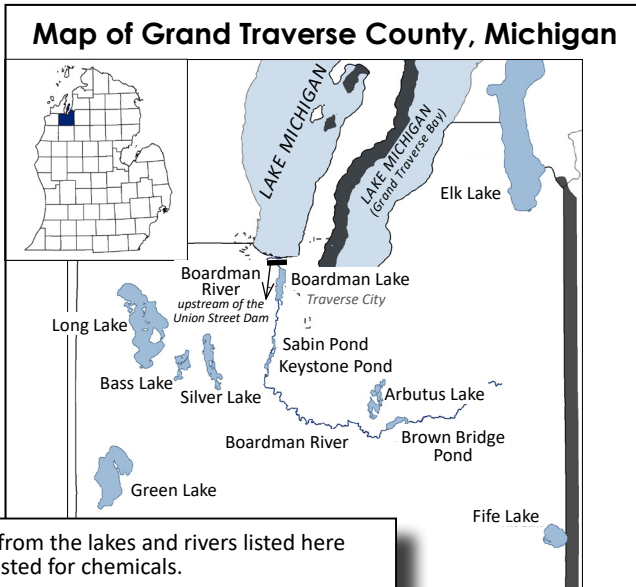 Map of Grand Traverse County, Michigan
LAKE MICHIGAN
LAKE MICHIGAN
(Grand Traverse Bay)
Elk Lake
Boardman
River
upstream of the
Union Street Dam
Boardman Lake
Traverse City
Long Lake
Sabin Pond
Keystone Pond
Bass Lake
Silver Lake
Arbutus Lake
Boardman River
Brown Bridge
Pond
Green Lake
Fife Lake
from the lakes and rivers listed here
sted for chemicals.